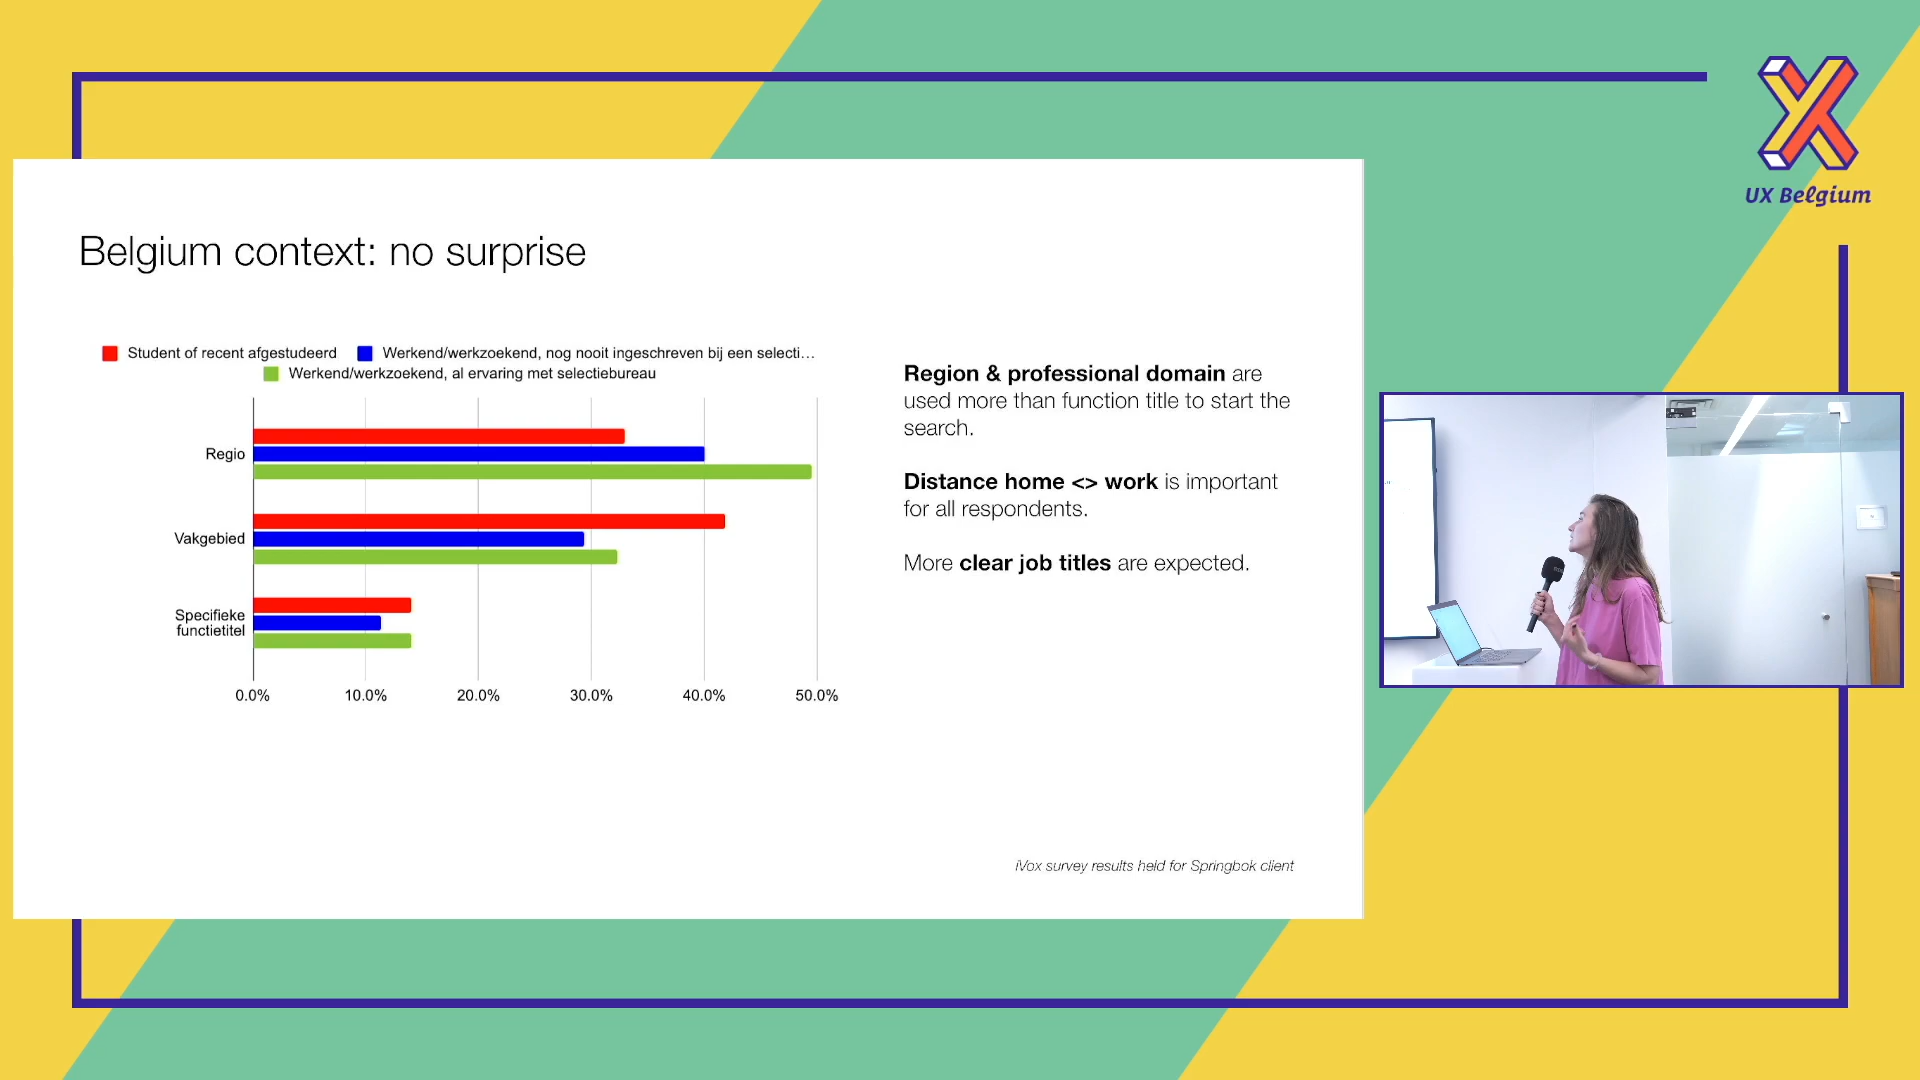 UX Belgium
Belgium context: no surprise
Student of recent afgestudeerd
Werkend/werkzoekend, nog nooit ingeschreven bij een selecti...
Werkend/werkzoekend, al ervaring met selectiebureau
Regio
Vakgebied
Specifieke
functietitel
0.0%
10.0%
20.0%
30.0%
40.0%
50.0%
Region & professional domain are
used more than function title to start the
search.
Distance home <> work is important
for all respondents.
More clear job titles are expected.
iVox survey results held for Springbok client